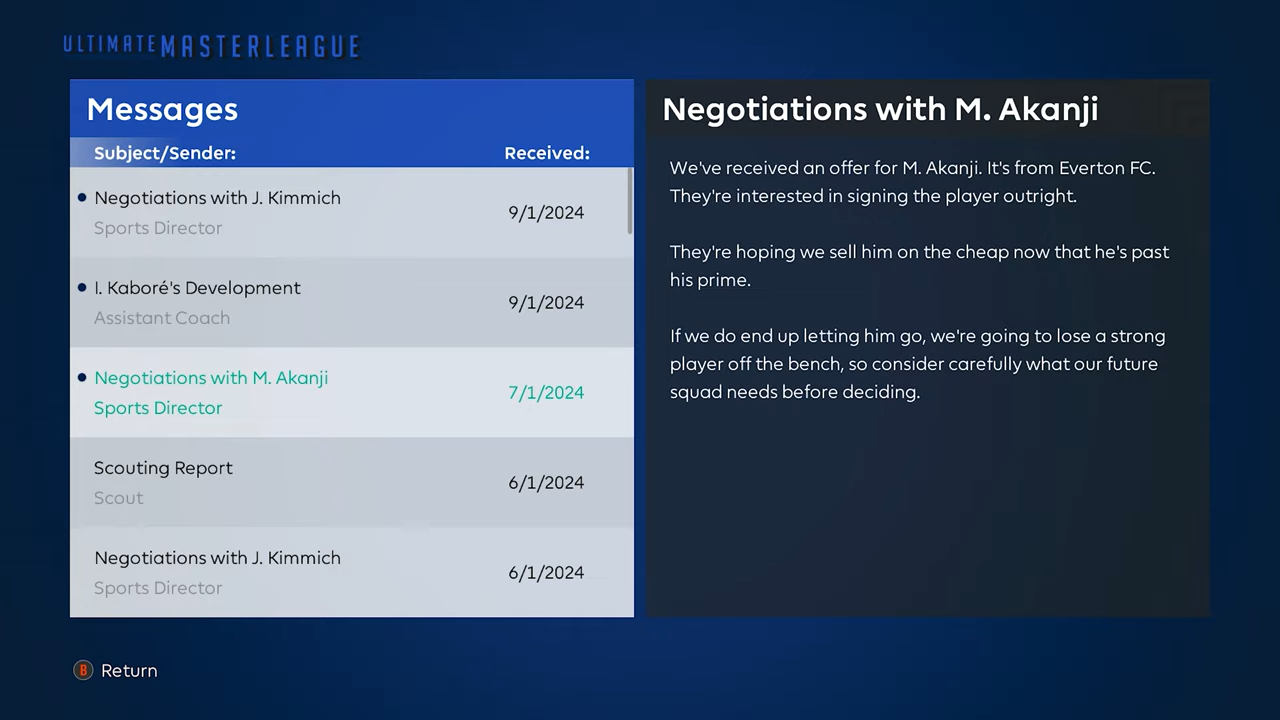 ULTIMATE MASTERLEAGUE
Messages
Subject/Sender: Received:
Negotiations with J. Kimmich
Sports Director
9/1/2024
I. Kaboré's Development
Assistant Coach
9/1/2024
Negotiations with M. Akanji
Sports Director
7/1/2024
Scouting Report
Scout
6/1/2024
Negotiations with J. Kimmich
Sports Director
6/1/2024
Negotiations with M. Akanji
We've received an offer for M. Akanji. It's from Everton FC.
They're interested in signing the player outright.
They're hoping we sell him on the cheap now that he's past
his prime.
If we do end up letting him go, we're going to lose a strong
player off the bench, so consider carefully what our future
squad needs before deciding.
B Return